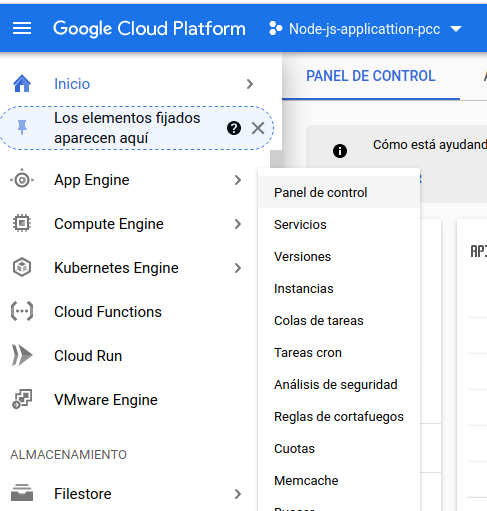 Google Cloud Platform
Node-js-applicattion-pcc
Inicio
Los elementos fijados
aparecen aquí
App Engine
Compute Engine
Kubernetes Engine
Cloud Functions
Cloud Run
VMware Engine
ALMACENAMIENTO
Filestore
Panel de control
Servicios
Versiones
Instancias
Colas de tareas
Tareas cron
Análisis de seguridad
Reglas de cortafuegos
Cuotas
Memcache
PANEL DE CONTROL
Cómo está ayudand
API